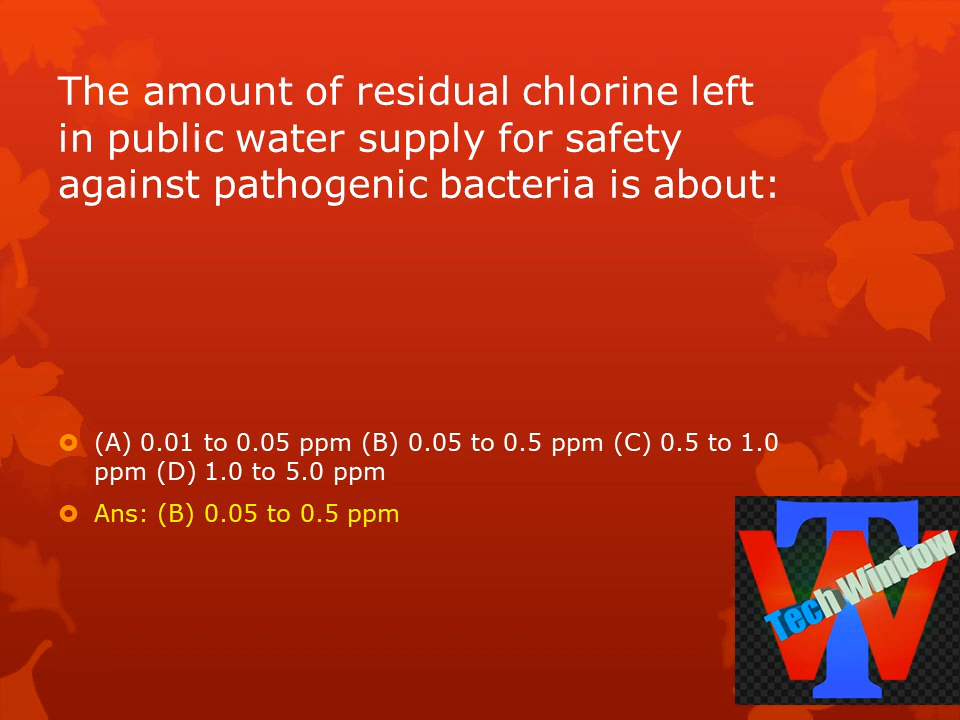 The amount of residual chlorine left
in public water supply for safety
against pathogenic bacteria is about:
(A) 0.01 to 0.05 ppm (B) 0.05 to 0.5 ppm (C) 0.5 to 1.0
ppm (D) 1.0 to 5.0 ppm
Ans: (B) 0.05 to 0.5 ppm
TW
Tech Window